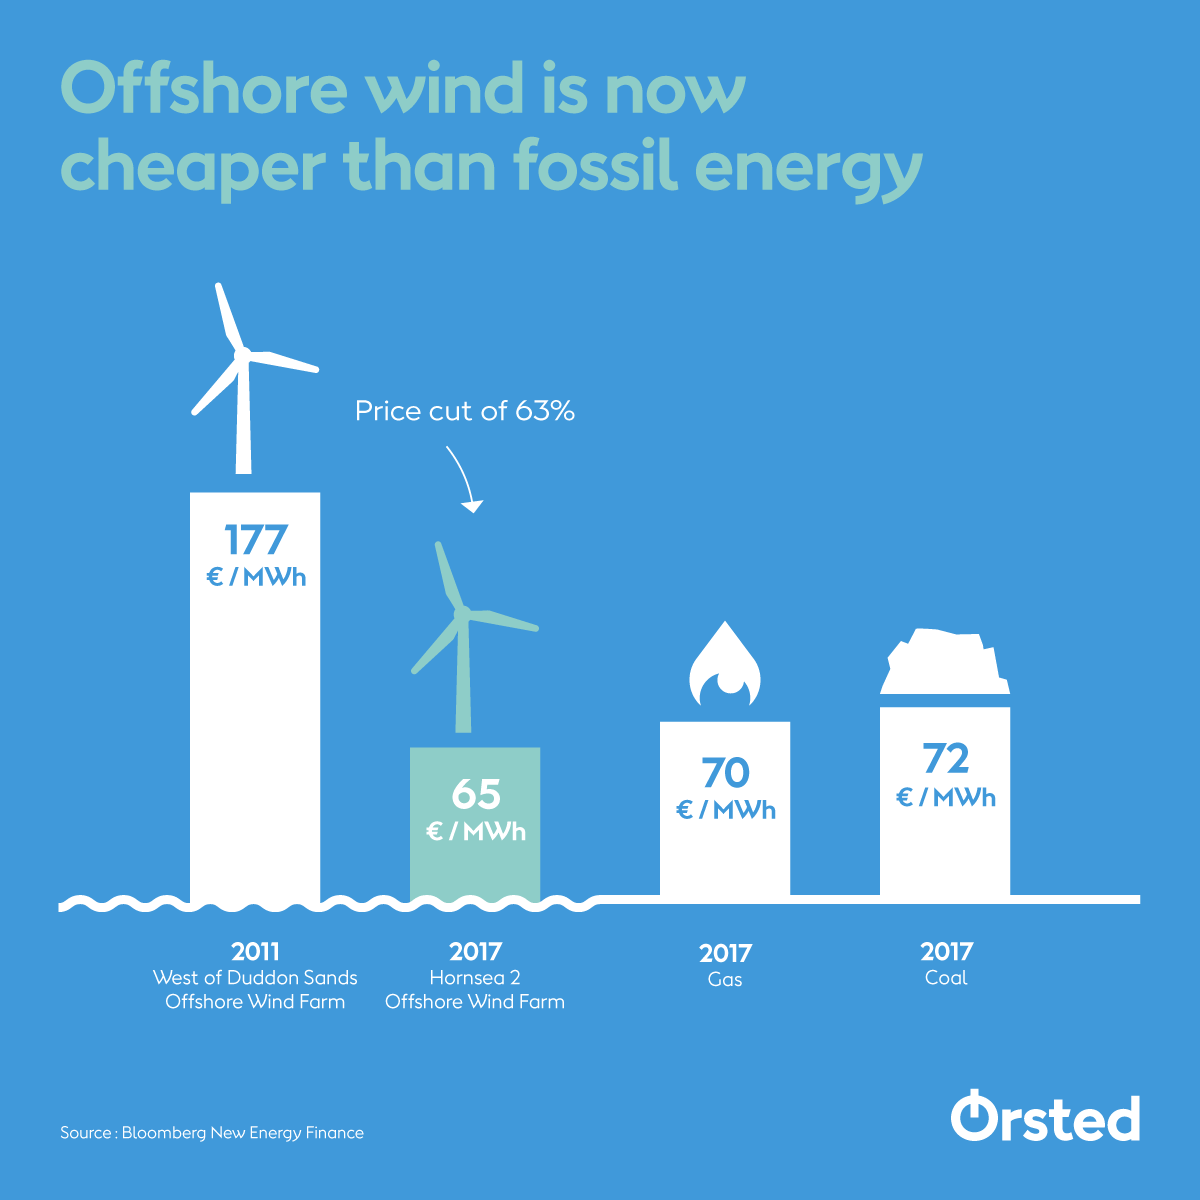 Offshore wind is now
cheaper than fossil energy
Price cut of 63%
177
€ / MWh
65
€ / MWh
70
€ / MWh
72
€ / MWh
2011
West of Duddon Sands
Offshore Wind Farm
2017
Hornsea 2
Offshore Wind Farm
2017
Gas
2017
Coal
Source : Bloomberg New Energy Finance
Ørsted